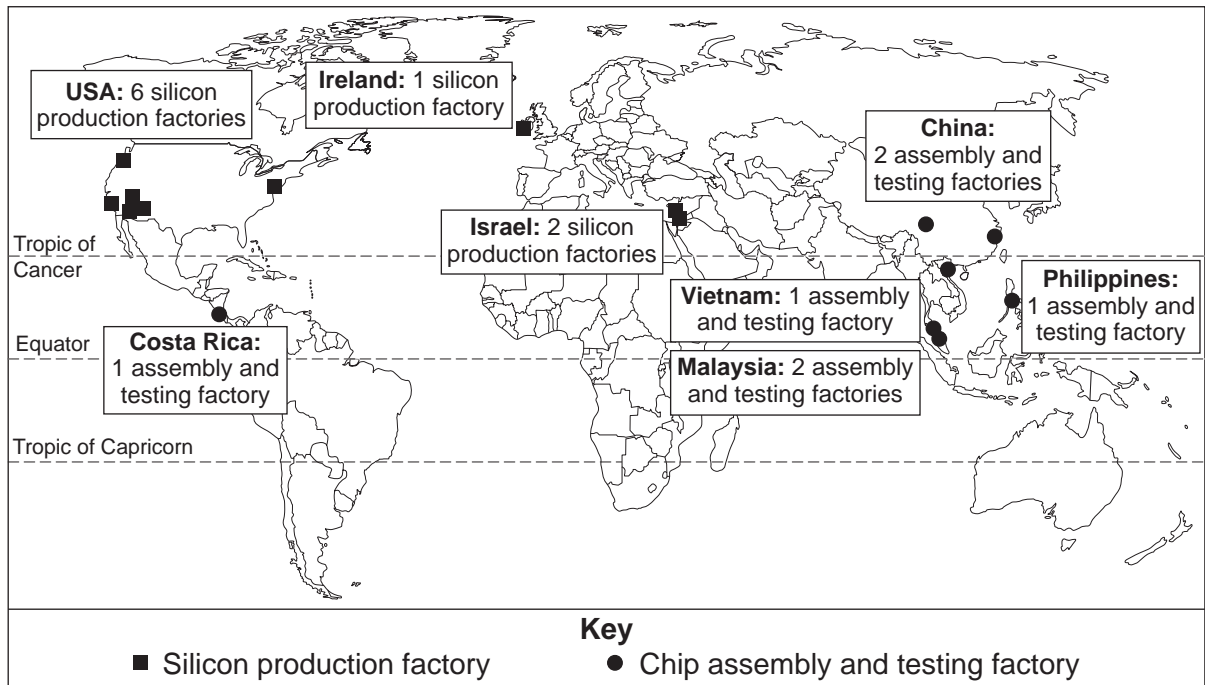 USA: 6 silicon
production factories
Ireland: 1 silicon
production factory
China:
2 assembly and
testing factories
Israel: 2 silicon
production factories
Tropic of
Cancer
Vietnam: 1 assembly
and testing factory
Philippines:
1 assembly and
testing factory
Equator
Costa Rica:
1 assembly and
testing factory
Malaysia: 2 assembly
and testing factories
Tropic of Capricorn
Key
Silicon production factory
Chip assembly and testing factory